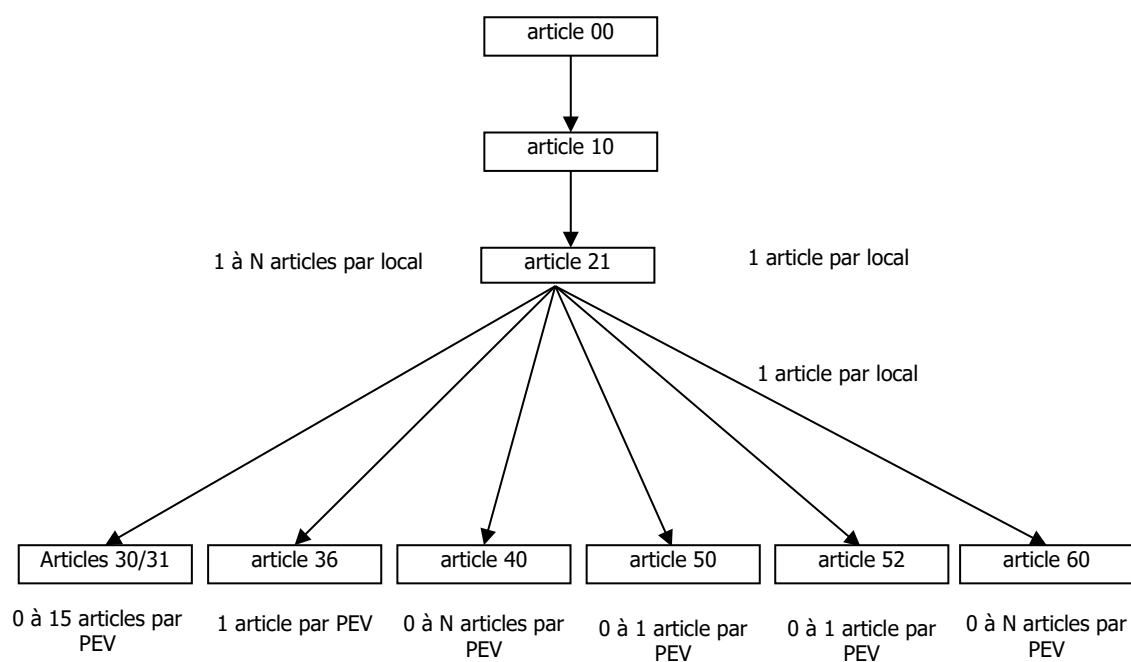 article 00
article 10
1 à N articles par local
article 21
1 article par local
1 article par local
Articles 30/31
article 36
article 40
article 50
article 52
article 60
0 à 15 articles par
PEV
1 article par PEV
0 à N articles par
PEV
0 à 1 article par
PEV
0 à 1 article par
PEV
0 à N articles par
PEV